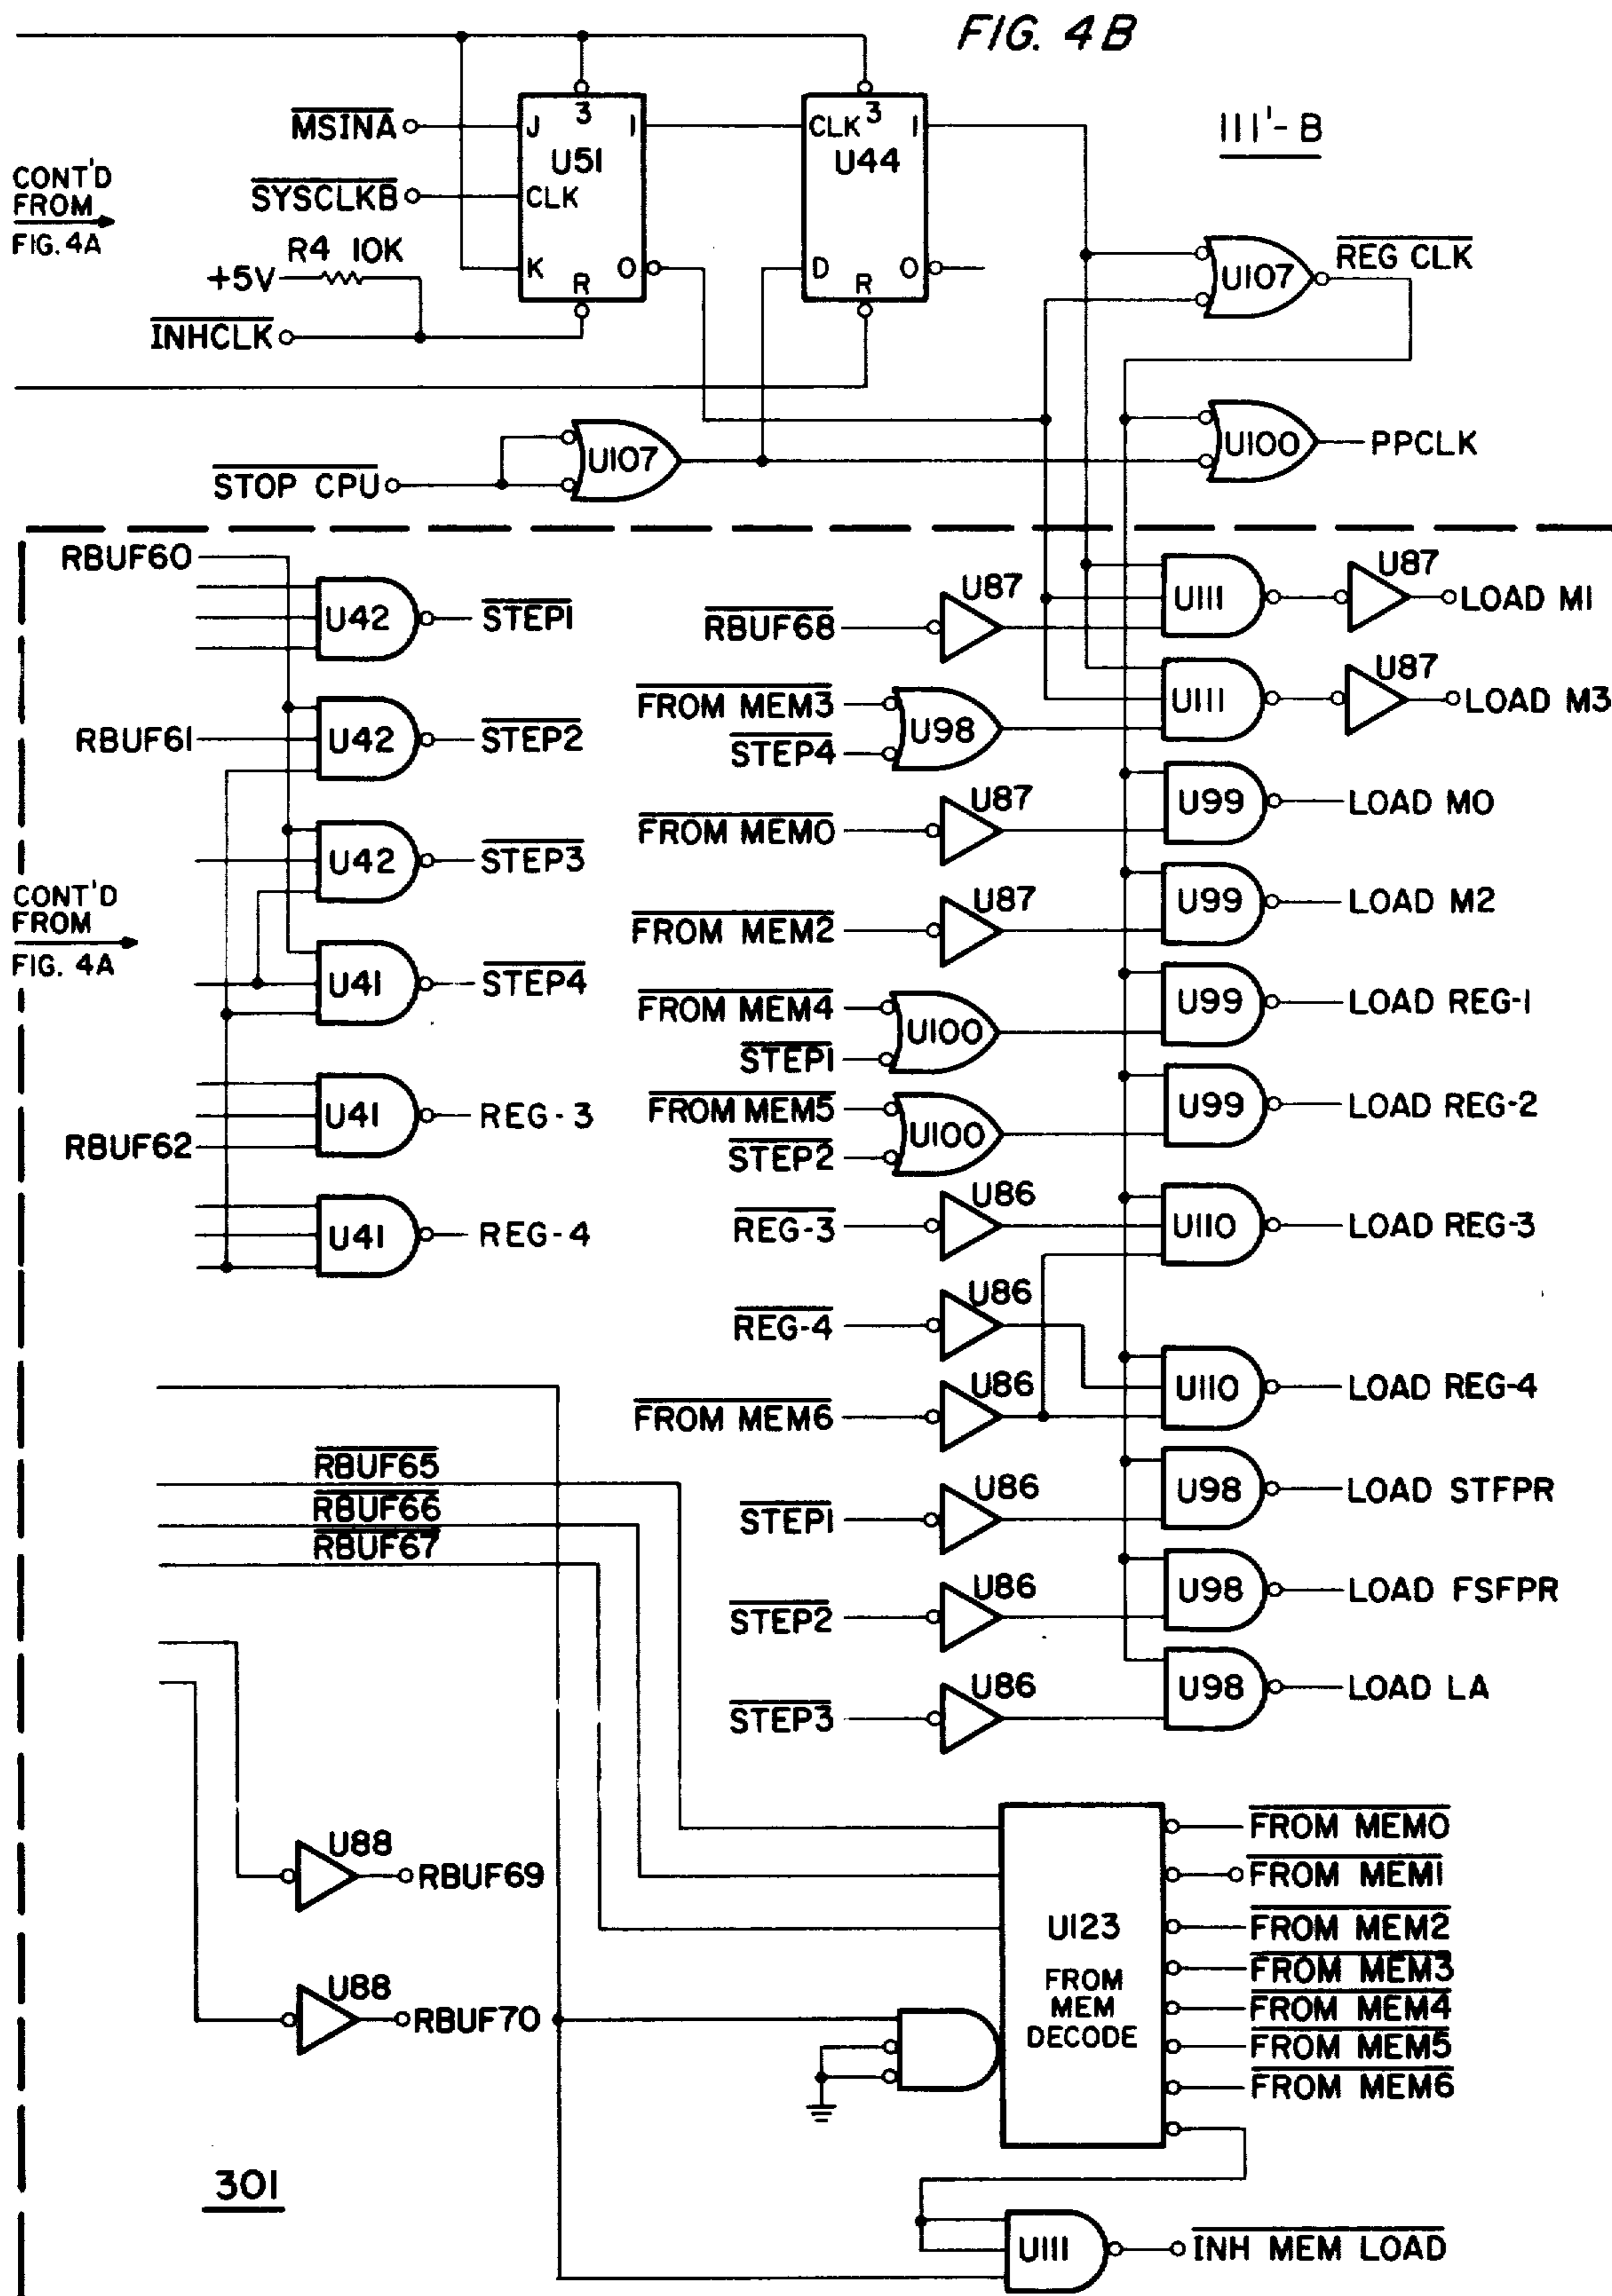 FIG. 4B
111'-B
CONT'D
FROM
FIG. 4A
MSINA
SYSCLKB
R4 10K
+5V
INHCLK
J
3
1
U51
CLK
K
R
0
CLK
3
1
U44
D
R
0
U107
REG CLK
U107
STOP CPU
U100
PPCLK
RBUF60
U42
STEP1
RBUF61
U42
STEP2
U42
STEP3
CONT'D
FROM
FIG. 4A
U41
STEP4
U41
REG-3
RBUF62
U41
REG-4
RBUF68
U87
U111
U87
LOAD M1
FROM MEM3
STEP4
U98
U111
U87
LOAD M3
FROM MEM0
U87
U99
LOAD M0
FROM MEM2
U87
U99
LOAD M2
FROM MEM4
STEP1
U100
U99
LOAD REG-1
FROM MEM5
STEP2
U100
U99
LOAD REG-2
REG-3
U86
U110
LOAD REG-3
REG-4
U86
U110
LOAD REG-4
FROM MEM6
U86
STEP1
U86
U98
LOAD STFPR
STEP2
U86
U98
LOAD FSFPR
STEP3
U86
U98
LOAD LA
RBUF65
RBUF66
RBUF67
U88
RBUF69
U88
RBUF70
U123
FROM
MEM
DECODE
FROM MEM0
FROM MEM1
FROM MEM2
FROM MEM3
FROM MEM4
FROM MEM5
FROM MEM6
301
U111
INH MEM LOAD